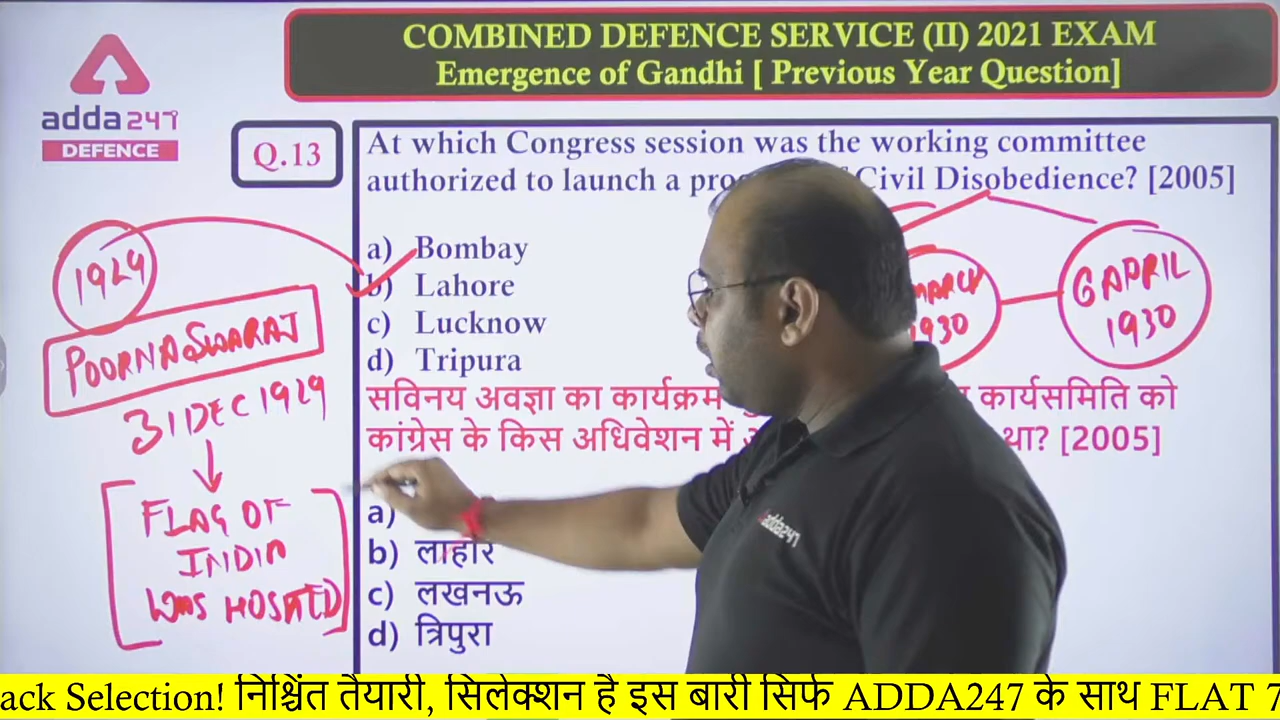 COMBINED DEFENCE SERVICE (II) 2021 EXAM
Emergence of Gandhi [ Previous Year Question]
adda247
DEFENCE
Q.13
At which Congress session was the working committee
authorized to launch a Civil Disobedience? [2005]
a) Bombay
b) Lahore
c) Lucknow
d) Tripura
सविनय अवज्ञा का कार्यक्रम कार्यसमिति को
कांग्रेस के किस अधिवेशन में था? [2005]
a)
b) लाहौर
c) लखनऊ
d) त्रिपुरा
1929
POORNA SWARAJ
31 DEC 1929
FLAG OF
INDIA
WAS HOSTED
MARCH
1930
6 APRIL
1930
adda247
ack Selection! निश्चिंत तैयारी, सिलेक्शन है इस बारी सिर्फ ADDA247 के साथ FLAT 7